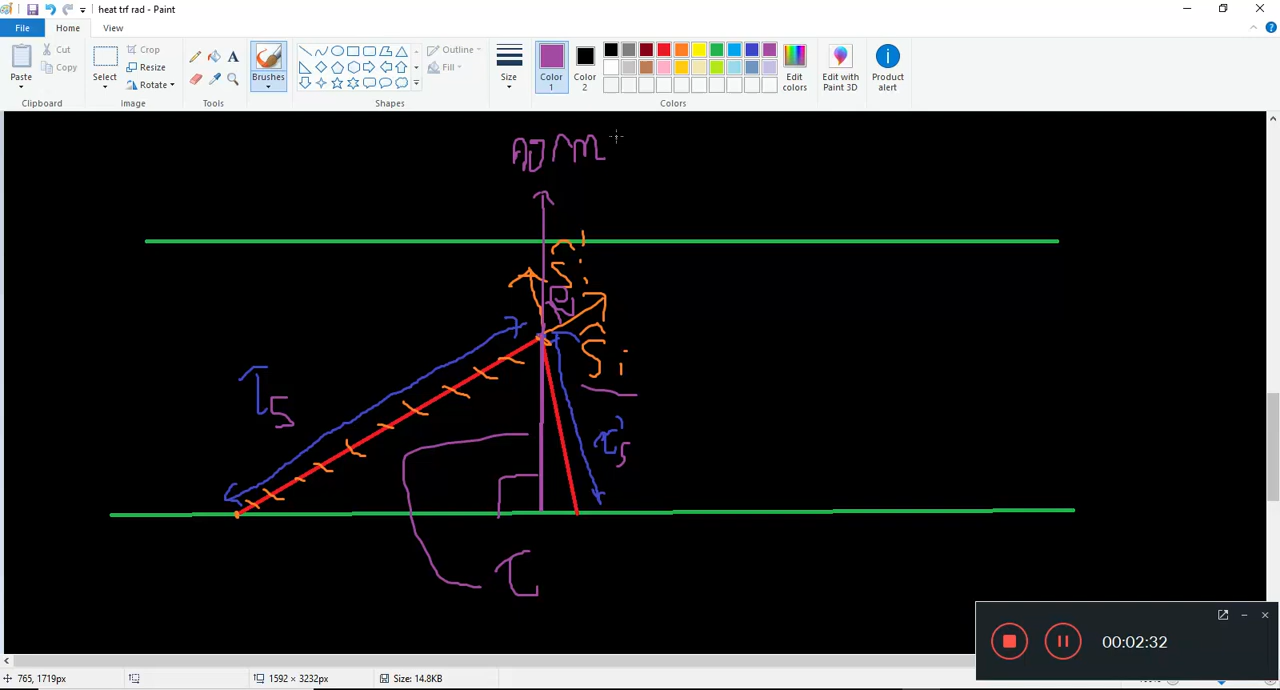 heat trf rad - Paint
File
Home
View
Paste
Cut
Copy
Clipboard
Select
Crop
Resize
Rotate
Image
Tools
Brushes
Shapes
Outline
Fill
Size
Color 1
Color 2
Edit colors
Colors
Edit with Paint 3D
Product alert
τs
τ's
τ
ŝ'i
ŝi
00:02:32
765, 1719px
1592 × 3232px
Size: 14.8KB